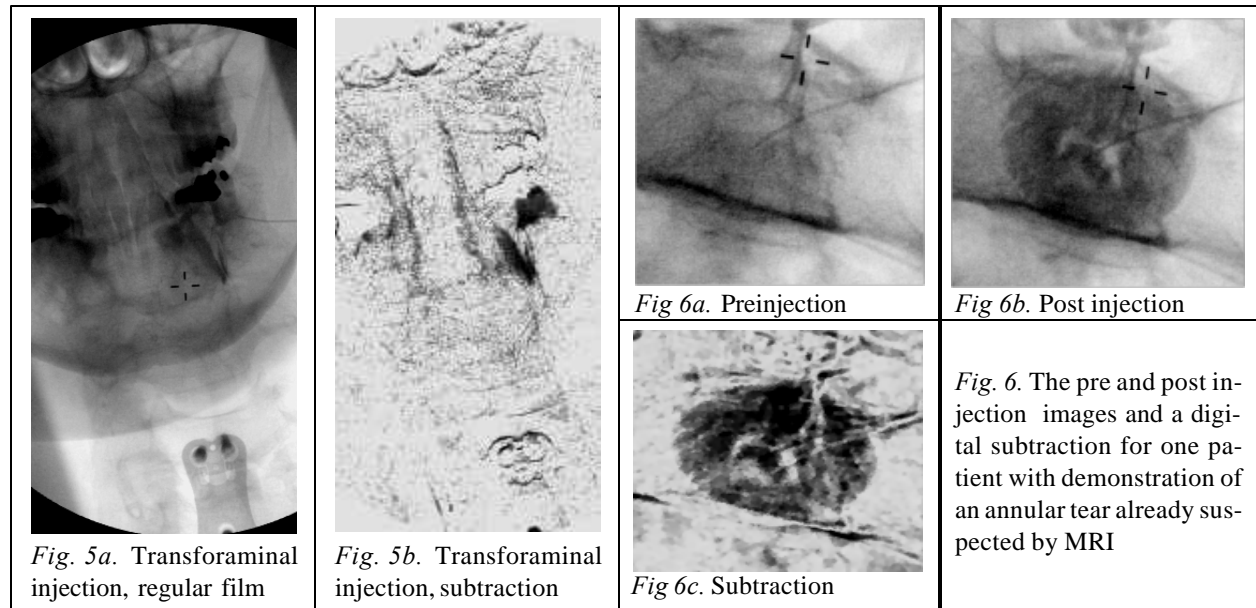 Fig. 5a. Transforaminal
injection, regular film
Fig. 5b. Transforaminal
injection, subtraction
Fig 6a. Preinjection
Fig 6b. Post injection
Fig 6c. Subtraction
Fig. 6. The pre and post in-
jection images and a digi-
tal subtraction for one pa-
tient with demonstration of
an annular tear already sus-
pected by MRI